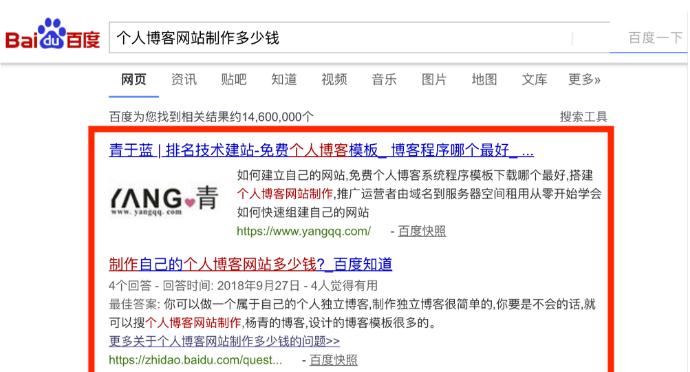 Bai du 百度
个人博客网站制作多少钱
百度一下
网页 资讯 贴吧 知道 视频 音乐 图片 地图 文库 更多»
百度为您找到相关结果约14,600,000个 搜索工具
青于蓝 | 排名技术建站-免费个人博客模板_ 博客程序哪个最好_ ...
YANG 青
www. yangqq. com
如何建立自己的网站,免费个人博客系统程序模板下载哪个最好,搭建
个人博客网站制作,推广运营者由域名到服务器空间租用从零开始学会
如何快速组建自己的网站
https://www.yangqq.com/ - 百度快照
制作自己的个人博客网站多少钱?_百度知道
4个回答 - 回答时间: 2018年9月27日 - 4人觉得有用
最佳答案: 你可以做一个属于自己的个人独立博客,制作独立博客很简单的,你要是不会的话,就
可以搜个人博客网站制作,杨青的博客,设计的博客模板很多的。
更多关于个人博客网站制作多少钱的问题>>
https://zhidao.baidu.com/quest... - 百度快照